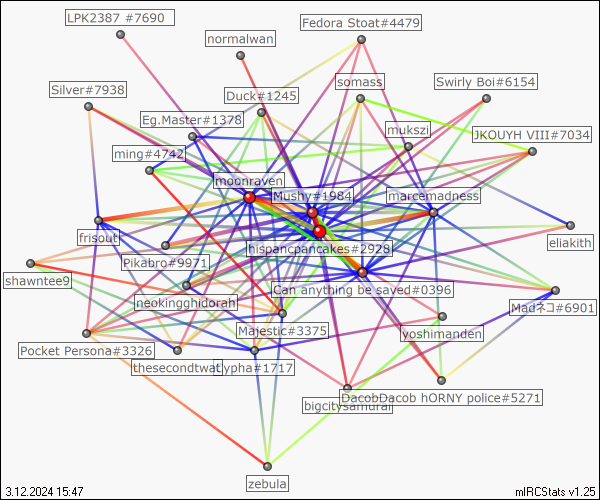 LPK2387 #7690
Fedora Stoat#4479
normalwan
Silver#7938
Duck#1245
somass
Swirly Boi#6154
Eg.Master#1378
mukszi
JKOUYH VIII#7034
ming#4742
moonraven
Mushy#1984
marcemadness
frisout
hispancpancakes#2928
eliakith
Pikabro#9971
shawntee9
Can anything be saved#0396
neokingghidorah
Madネコ#6901
Majestic#3375
yoshimanden
Pocket Persona#3326
thesecondtwat
Lypha#1717
DacobDacob hORNY police#5271
bigcitysamurai
zebula
3.12.2024 15:47
mIRCStats v1.25